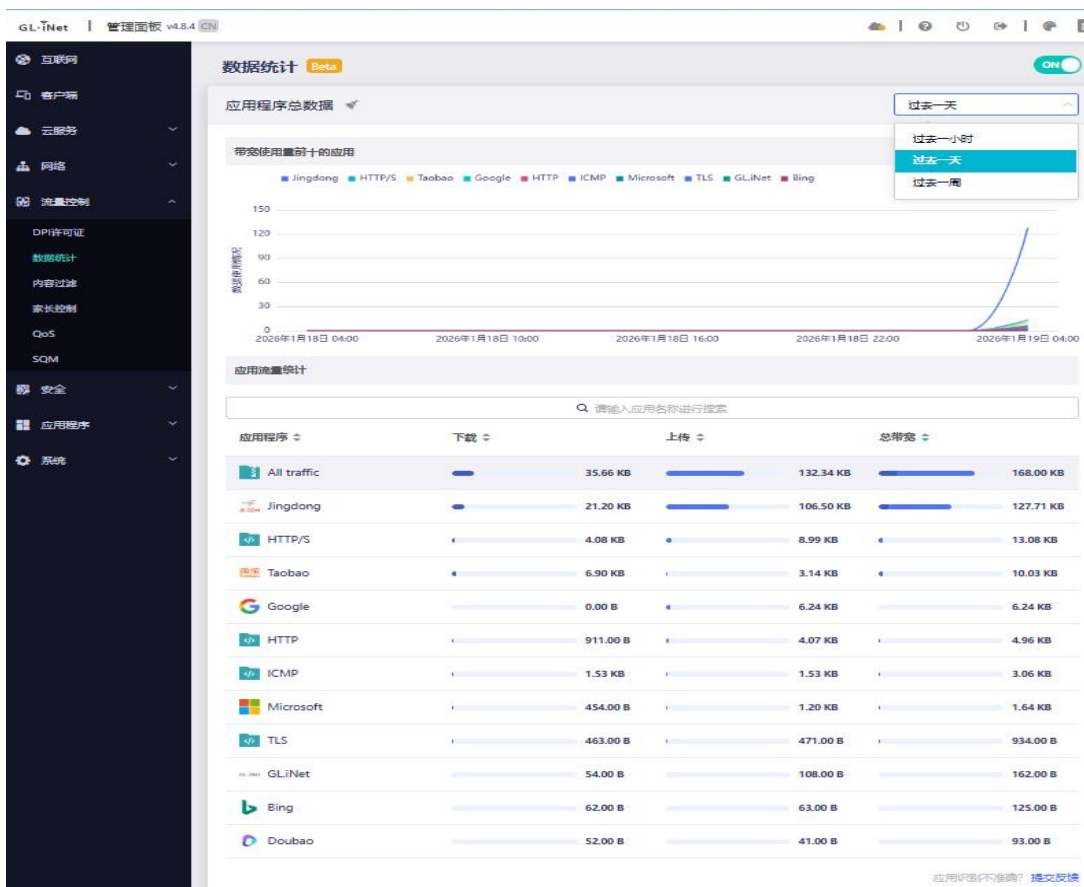 GL·iNet | 管理面板 v4.8.4 CN
互联网
客户端
云服务
网络
流量控制
DPI许可证
数据统计
内容过滤
家长控制
QoS
SQM
安全
应用程序
系统
数据统计 Beta
ON
应用程序总数据
过去一天
过去一小时
过去一天
过去一周
带宽使用量前十的应用
Jingdong HTTP/S Taobao Google HTTP ICMP Microsoft TLS GL.iNet Bing
数据使用情况
150
120
90
60
30
0
2026年1月18日 04:00 2026年1月18日 10:00 2026年1月18日 16:00 2026年1月18日 22:00 2026年1月19日 04:00
应用流量统计
请输入应用名称进行搜索
应用程序 下载 上传 总带宽
All traffic 35.66 KB 132.34 KB 168.00 KB
Jingdong 21.20 KB 106.50 KB 127.71 KB
HTTP/S 4.08 KB 8.99 KB 13.08 KB
淘宝 Taobao 6.90 KB 3.14 KB 10.03 KB
Google 0.00 B 6.24 KB 6.24 KB
HTTP 911.00 B 4.07 KB 4.96 KB
ICMP 1.53 KB 1.53 KB 3.06 KB
Microsoft 454.00 B 1.20 KB 1.64 KB
TLS 463.00 B 471.00 B 934.00 B
GL.iNet 54.00 B 108.00 B 162.00 B
Bing 62.00 B 63.00 B 125.00 B
Doubao 52.00 B 41.00 B 93.00 B
应用识别不准确? 提交反馈